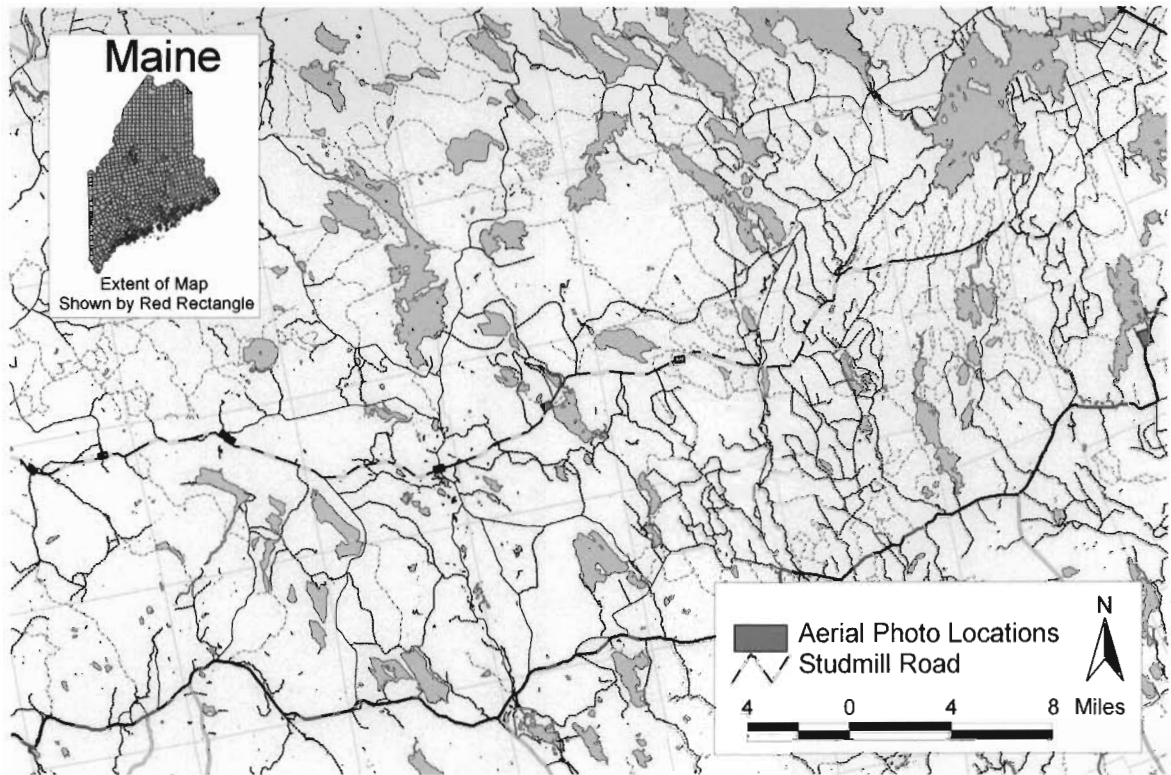 Maine
Extent of Map
Shown by Red Rectangle
Aerial Photo Locations
Studmill Road
N
4 0 4 8 Miles